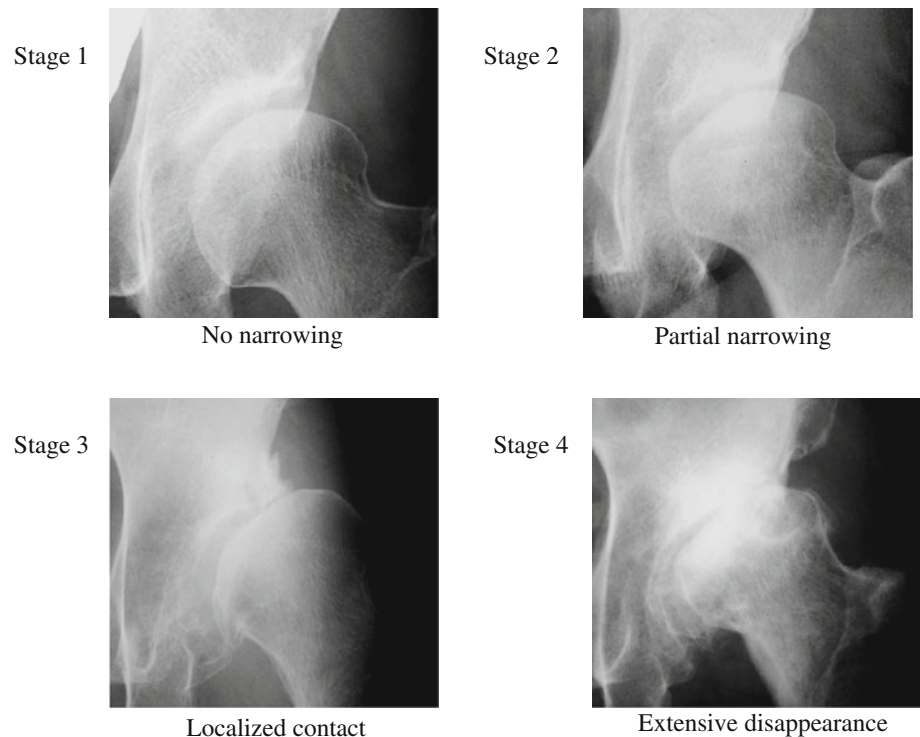 Stage 1
Stage 2
No narrowing
Partial narrowing
Stage 3
Stage 4
Localized contact
Extensive disappearance